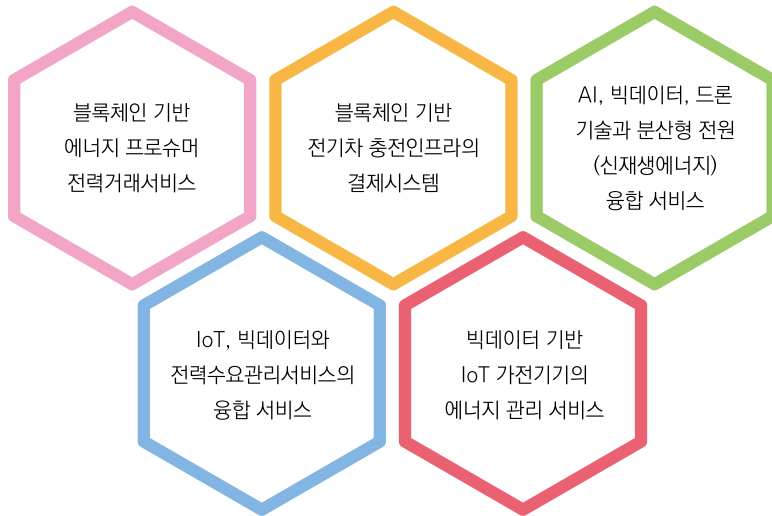 블록체인 기반
에너지 프로슈머
전력거래서비스
블록체인 기반
전기차 충전인프라의
결제시스템
AI, 빅데이터, 드론
기술과 분산형 전원
(신재생에너지)
융합 서비스
IoT, 빅데이터와
전력수요관리서비스의
융합 서비스
빅데이터 기반
IoT 가전기기의
에너지 관리 서비스